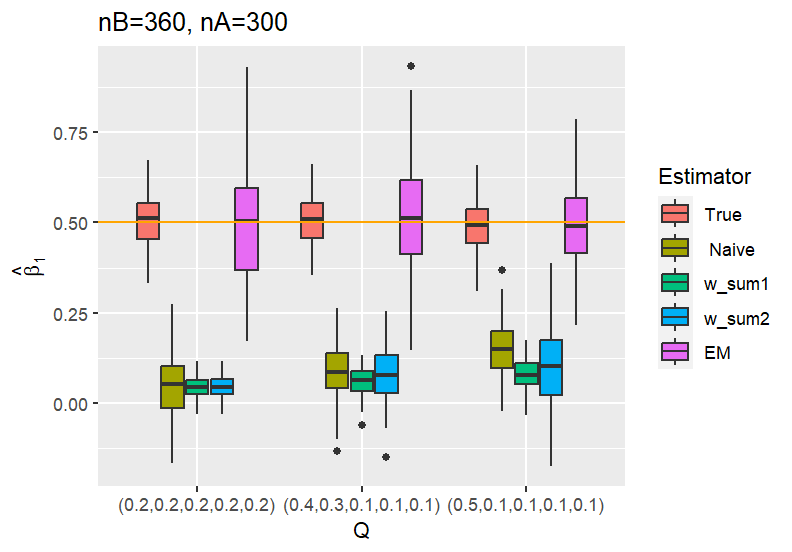 nB=360, nA=300
0.75
0.50
0.25
0.00
β̂₁
(0.2,0.2,0.2,0.2,0.2) (0.4,0.3,0.1,0.1,0.1) (0.5,0.1,0.1,0.1,0.1)
Q
Estimator
True
Naive
w_sum1
w_sum2
EM